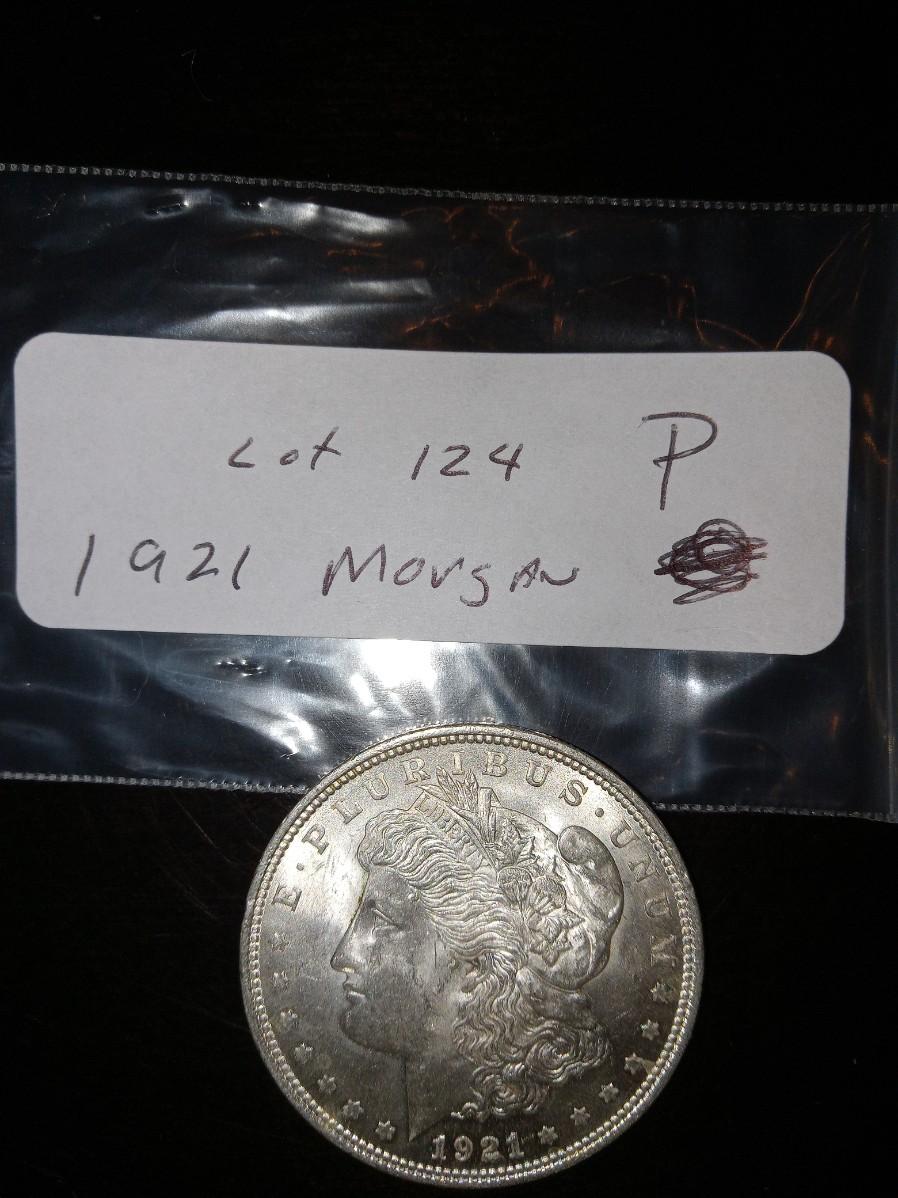 Lot 124 P
1921 Morgan
E·PLURIBUS·UNUM
LIBERTY
1921